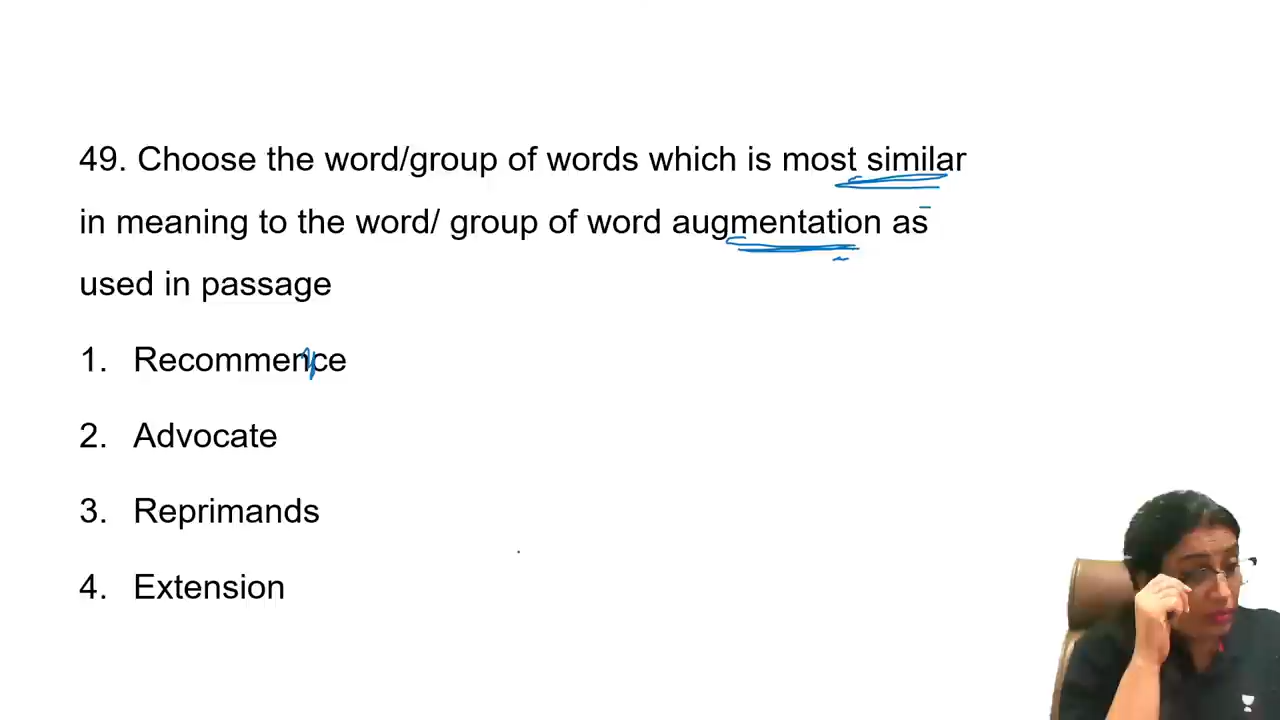 49. Choose the word/group of words which is most similar
in meaning to the word/ group of word augmentation as
used in passage
1. Recommence
2. Advocate
3. Reprimands
4. Extension